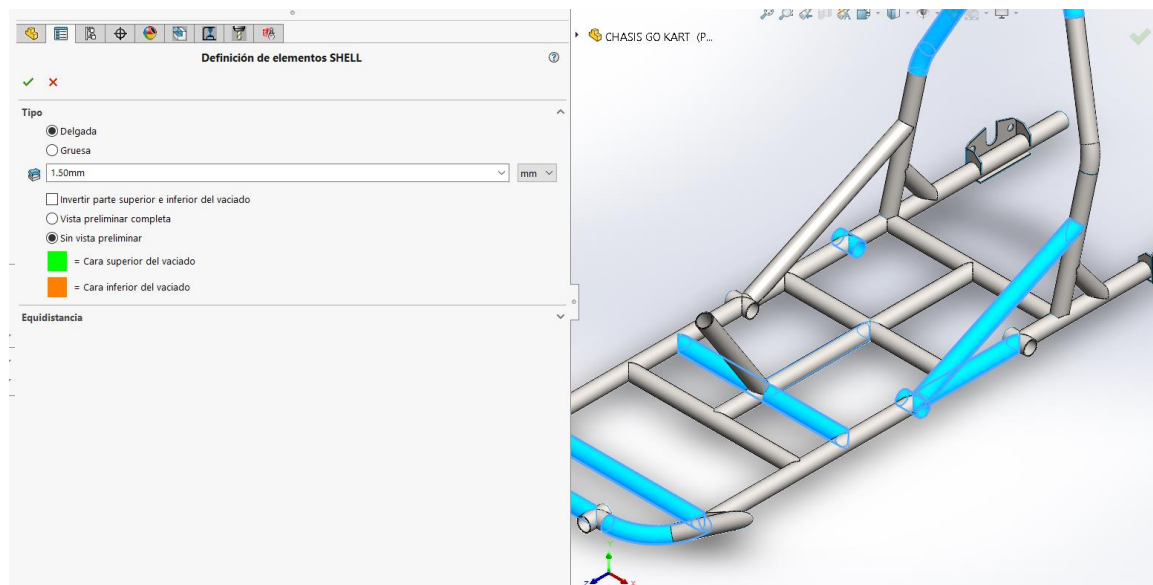 Definición de elementos SHELL
CHASIS GO KART (P...
Tipo
Delgada
Gruesa
1.50mm
mm
Invertir parte superior e inferior del vaciado
Vista preliminar completa
Sin vista preliminar
= Cara superior del vaciado
= Cara inferior del vaciado
Equidistancia